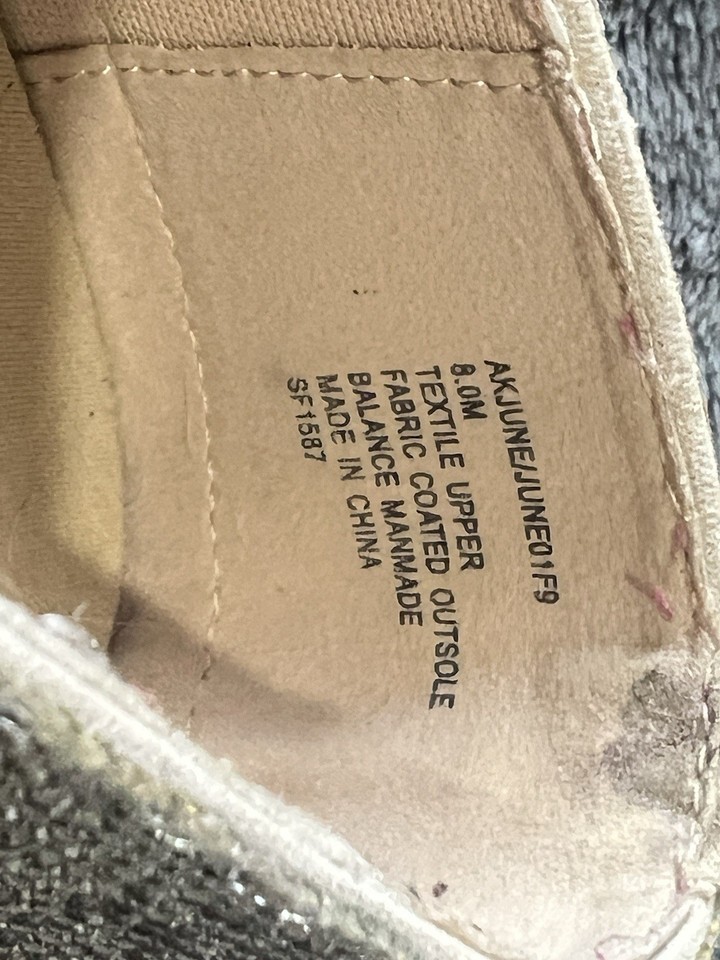 AKJUNE/JUNE01F9
8.0M
TEXTILE UPPER
FABRIC COATED OUTSOLE
BALANCE MANMADE
MADE IN CHINA
SF1587